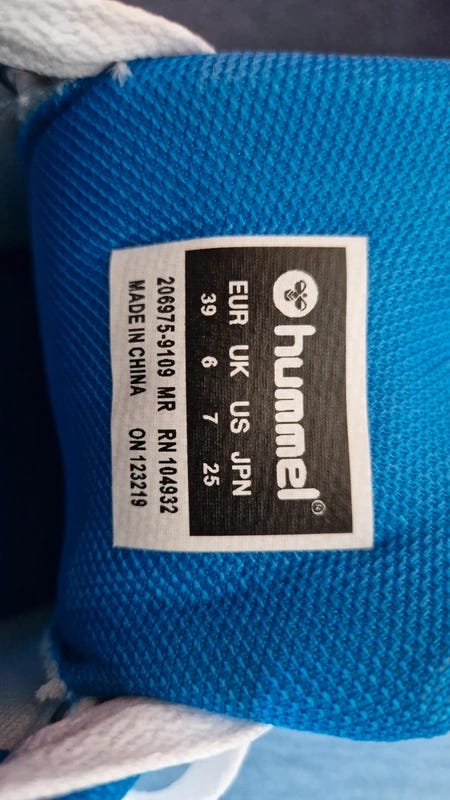 hummel®
EUR UK US JPN
39 6 7 25
206975-9109 MR RN 104932
MADE IN CHINA ON 123219